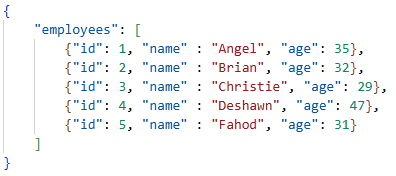 {
    "employees": [
        {"id": 1, "name" : "Angel", "age": 35},
        {"id": 2, "name" : "Brian", "age": 32},
        {"id": 3, "name" : "Christie", "age": 29},
        {"id": 4, "name" : "Deshawn", "age": 47},
        {"id": 5, "name" : "Fahod", "age": 31}
    ]
}